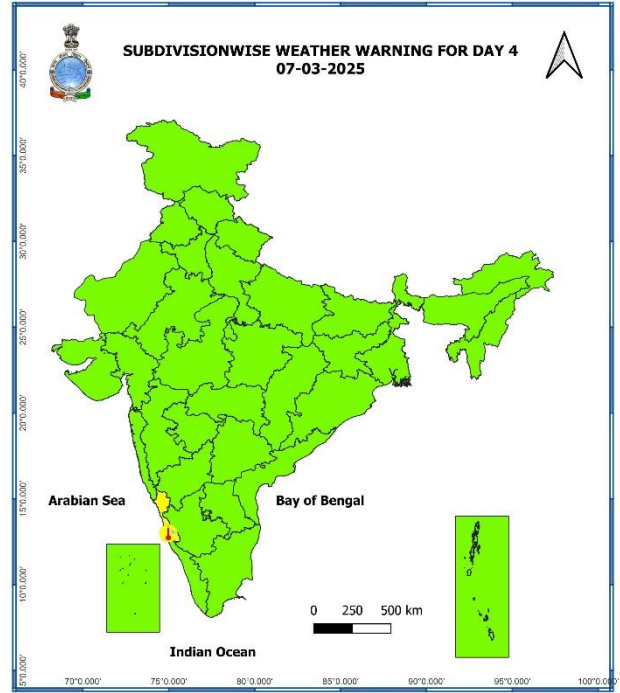 SUBDIVISIONWISE WEATHER WARNING FOR DAY 4
07-03-2025
40°0.000'
35°0.000'
30°0.000'
25°0.000'
20°0.000'
15°0.000'
10°0.000'
5°0.000'
Arabian Sea
Bay of Bengal
0 250 500 km
Indian Ocean
70°0.000' 75°0.000' 80°0.000' 85°0.000' 90°0.000' 95°0.000' 100°0.000'